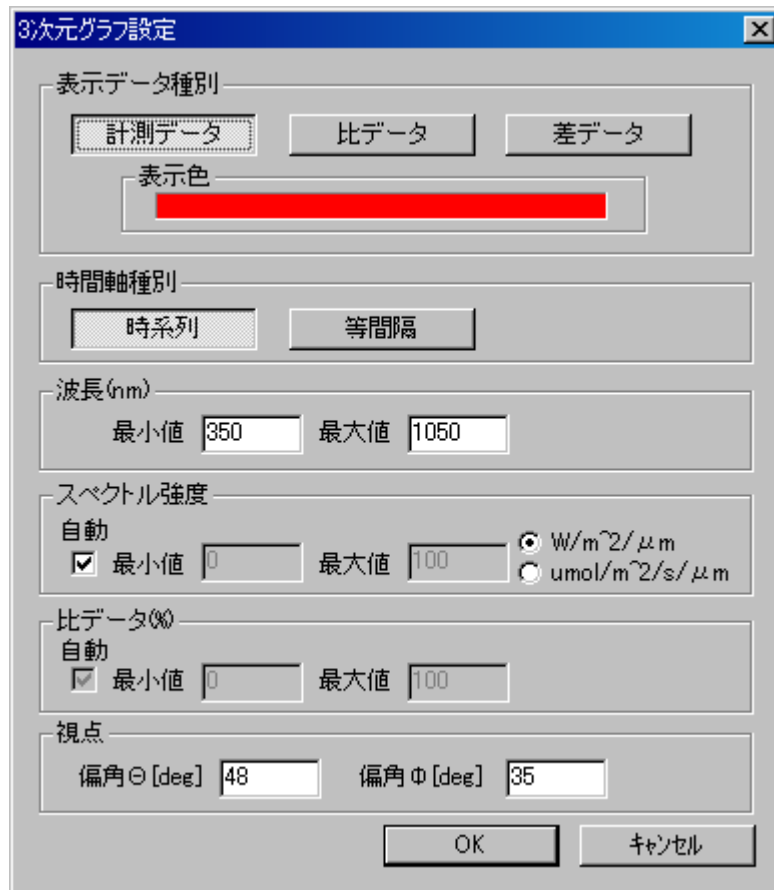 3次元グラフ設定
表示データ種別
計測データ 比データ 差データ
表示色
時間軸種別
時系列 等間隔
波長(nm)
最小値 350 最大値 1050
スペクトル強度
自動
最小値 0 最大値 100
W/m^2/μm
umol/m^2/s/μm
比データ(%)
自動
最小値 0 最大値 100
視点
偏角Θ[deg] 48 偏角Φ[deg] 35
OK キャンセル